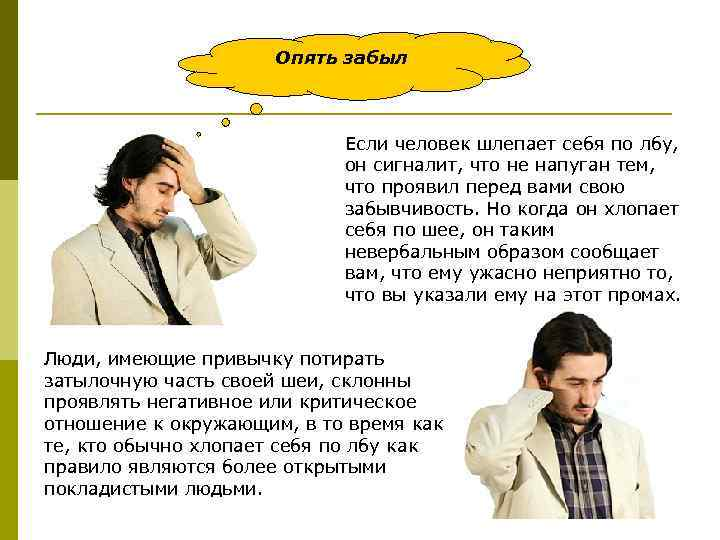 Опять забыл
Если человек шлепает себя по лбу,
он сигналит, что не напуган тем,
что проявил перед вами свою
забывчивость. Но когда он хлопает
себя по шее, он таким
невербальным образом сообщает
вам, что ему ужасно неприятно то,
что вы указали ему на этот промах.
Люди, имеющие привычку потирать
затылочную часть своей шеи, склонны
проявлять негативное или критическое
отношение к окружающим, в то время как
те, кто обычно хлопает себя по лбу как
правило являются более открытыми
покладистыми людьми.